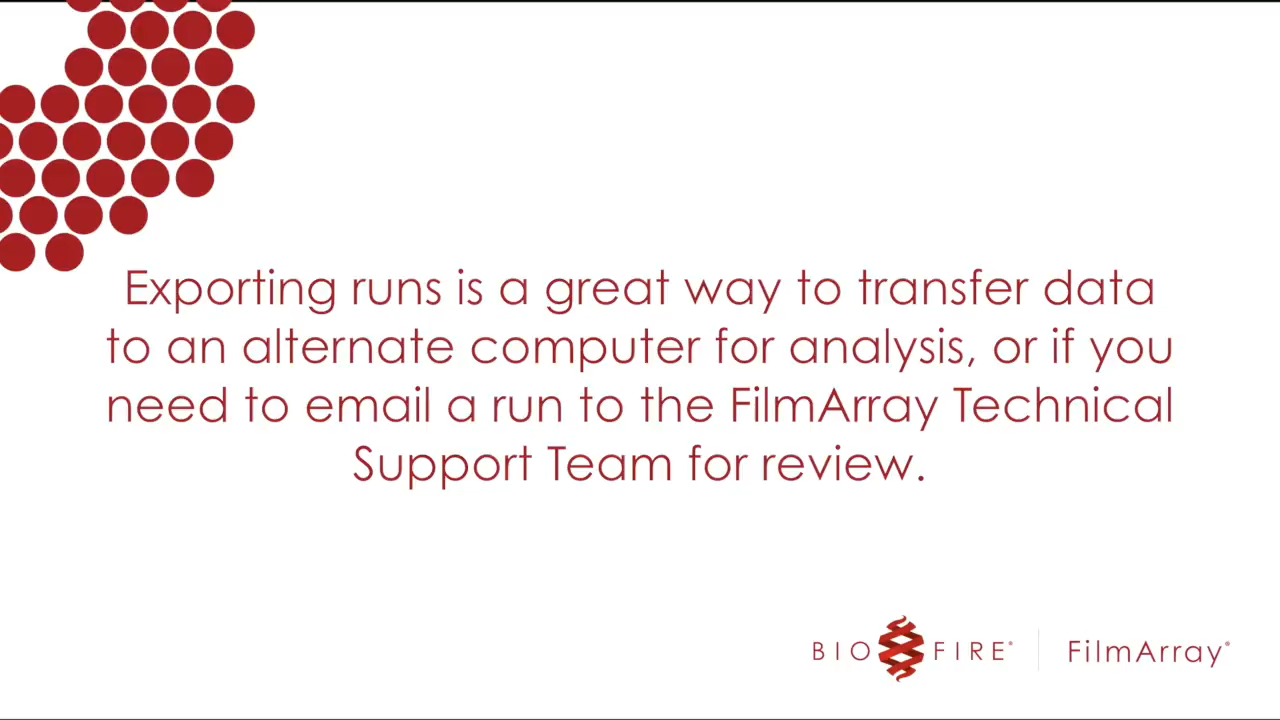 Exporting runs is a great way to transfer data
to an alternate computer for analysis, or if you
need to email a run to the FilmArray Technical
Support Team for review.
BIO FIRE® | FilmArray®